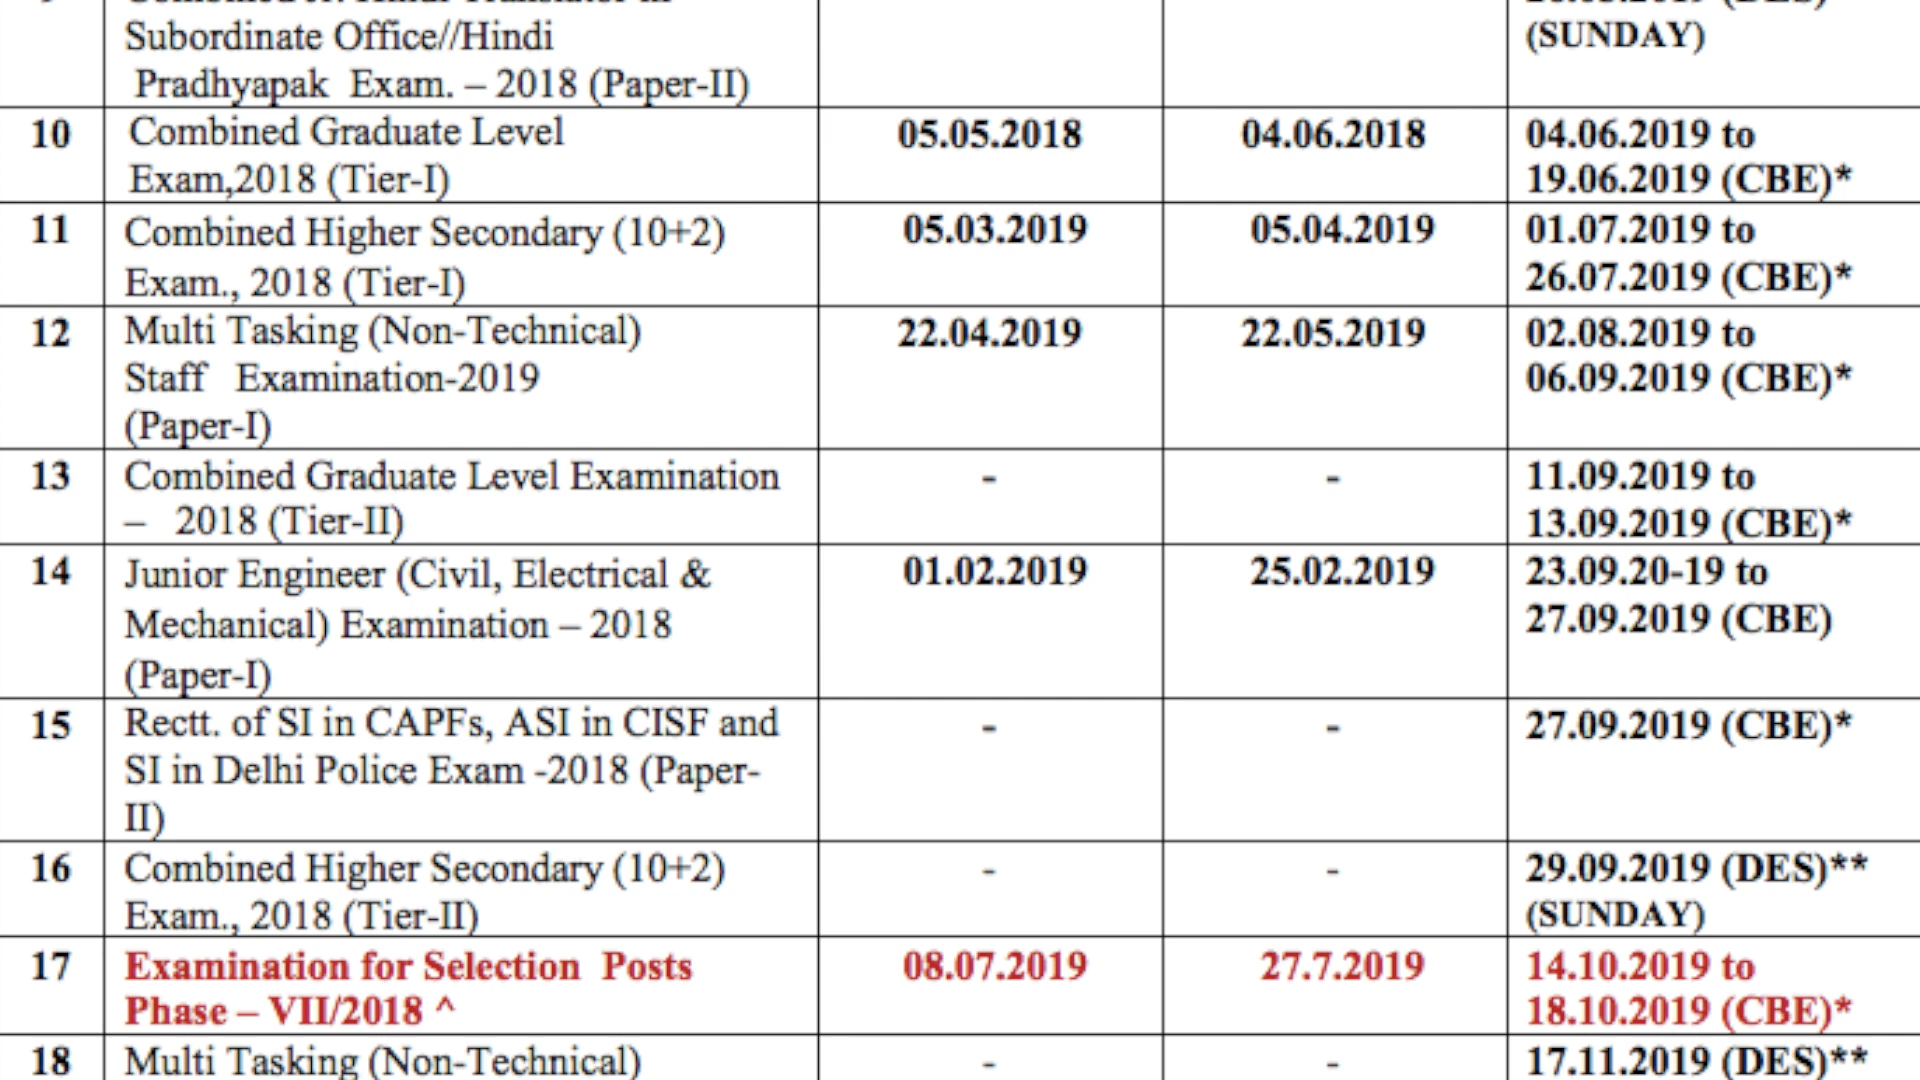 Subordinate Office//Hindi (SUNDAY)
Pradhyapak Exam. – 2018 (Paper-II)
10 Combined Graduate Level 05.05.2018 04.06.2018 04.06.2019 to
Exam,2018 (Tier-I) 19.06.2019 (CBE)*
11 Combined Higher Secondary (10+2) 05.03.2019 05.04.2019 01.07.2019 to
Exam., 2018 (Tier-I) 26.07.2019 (CBE)*
12 Multi Tasking (Non-Technical) 22.04.2019 22.05.2019 02.08.2019 to
Staff Examination-2019 06.09.2019 (CBE)*
(Paper-I)
13 Combined Graduate Level Examination - - 11.09.2019 to
– 2018 (Tier-II) 13.09.2019 (CBE)*
14 Junior Engineer (Civil, Electrical & 01.02.2019 25.02.2019 23.09.20-19 to
Mechanical) Examination – 2018 27.09.2019 (CBE)
(Paper-I)
15 Rectt. of SI in CAPFs, ASI in CISF and - - 27.09.2019 (CBE)*
SI in Delhi Police Exam -2018 (Paper-
II)
16 Combined Higher Secondary (10+2) - - 29.09.2019 (DES)**
Exam., 2018 (Tier-II) (SUNDAY)
17 Examination for Selection Posts 08.07.2019 27.7.2019 14.10.2019 to
Phase – VII/2018 ^ 18.10.2019 (CBE)*
18 Multi Tasking (Non-Technical) - - 17.11.2019 (DES)**